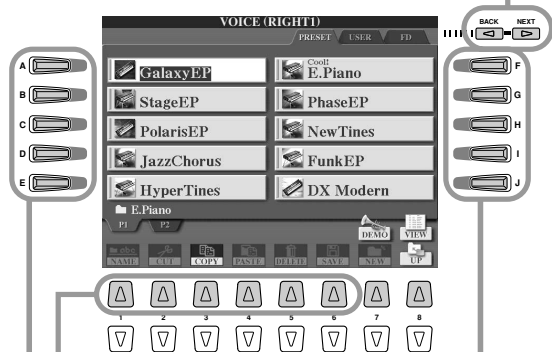 VOICE (RIGHT1)
BACK NEXT
PRESET USER FD
A
GalaxyEP
Cool!
E.Piano
F
B
StageEP
PhaseEP
G
C
PolarisEP
NewTines
H
D
JazzChorus
FunkEP
I
E
HyperTines
DX Modern
J
E.Piano
P1 P2
DEMO VIEW
NAME CUT COPY PASTE DELETE SAVE NEW UP
1 2 3 4 5 6 7 8